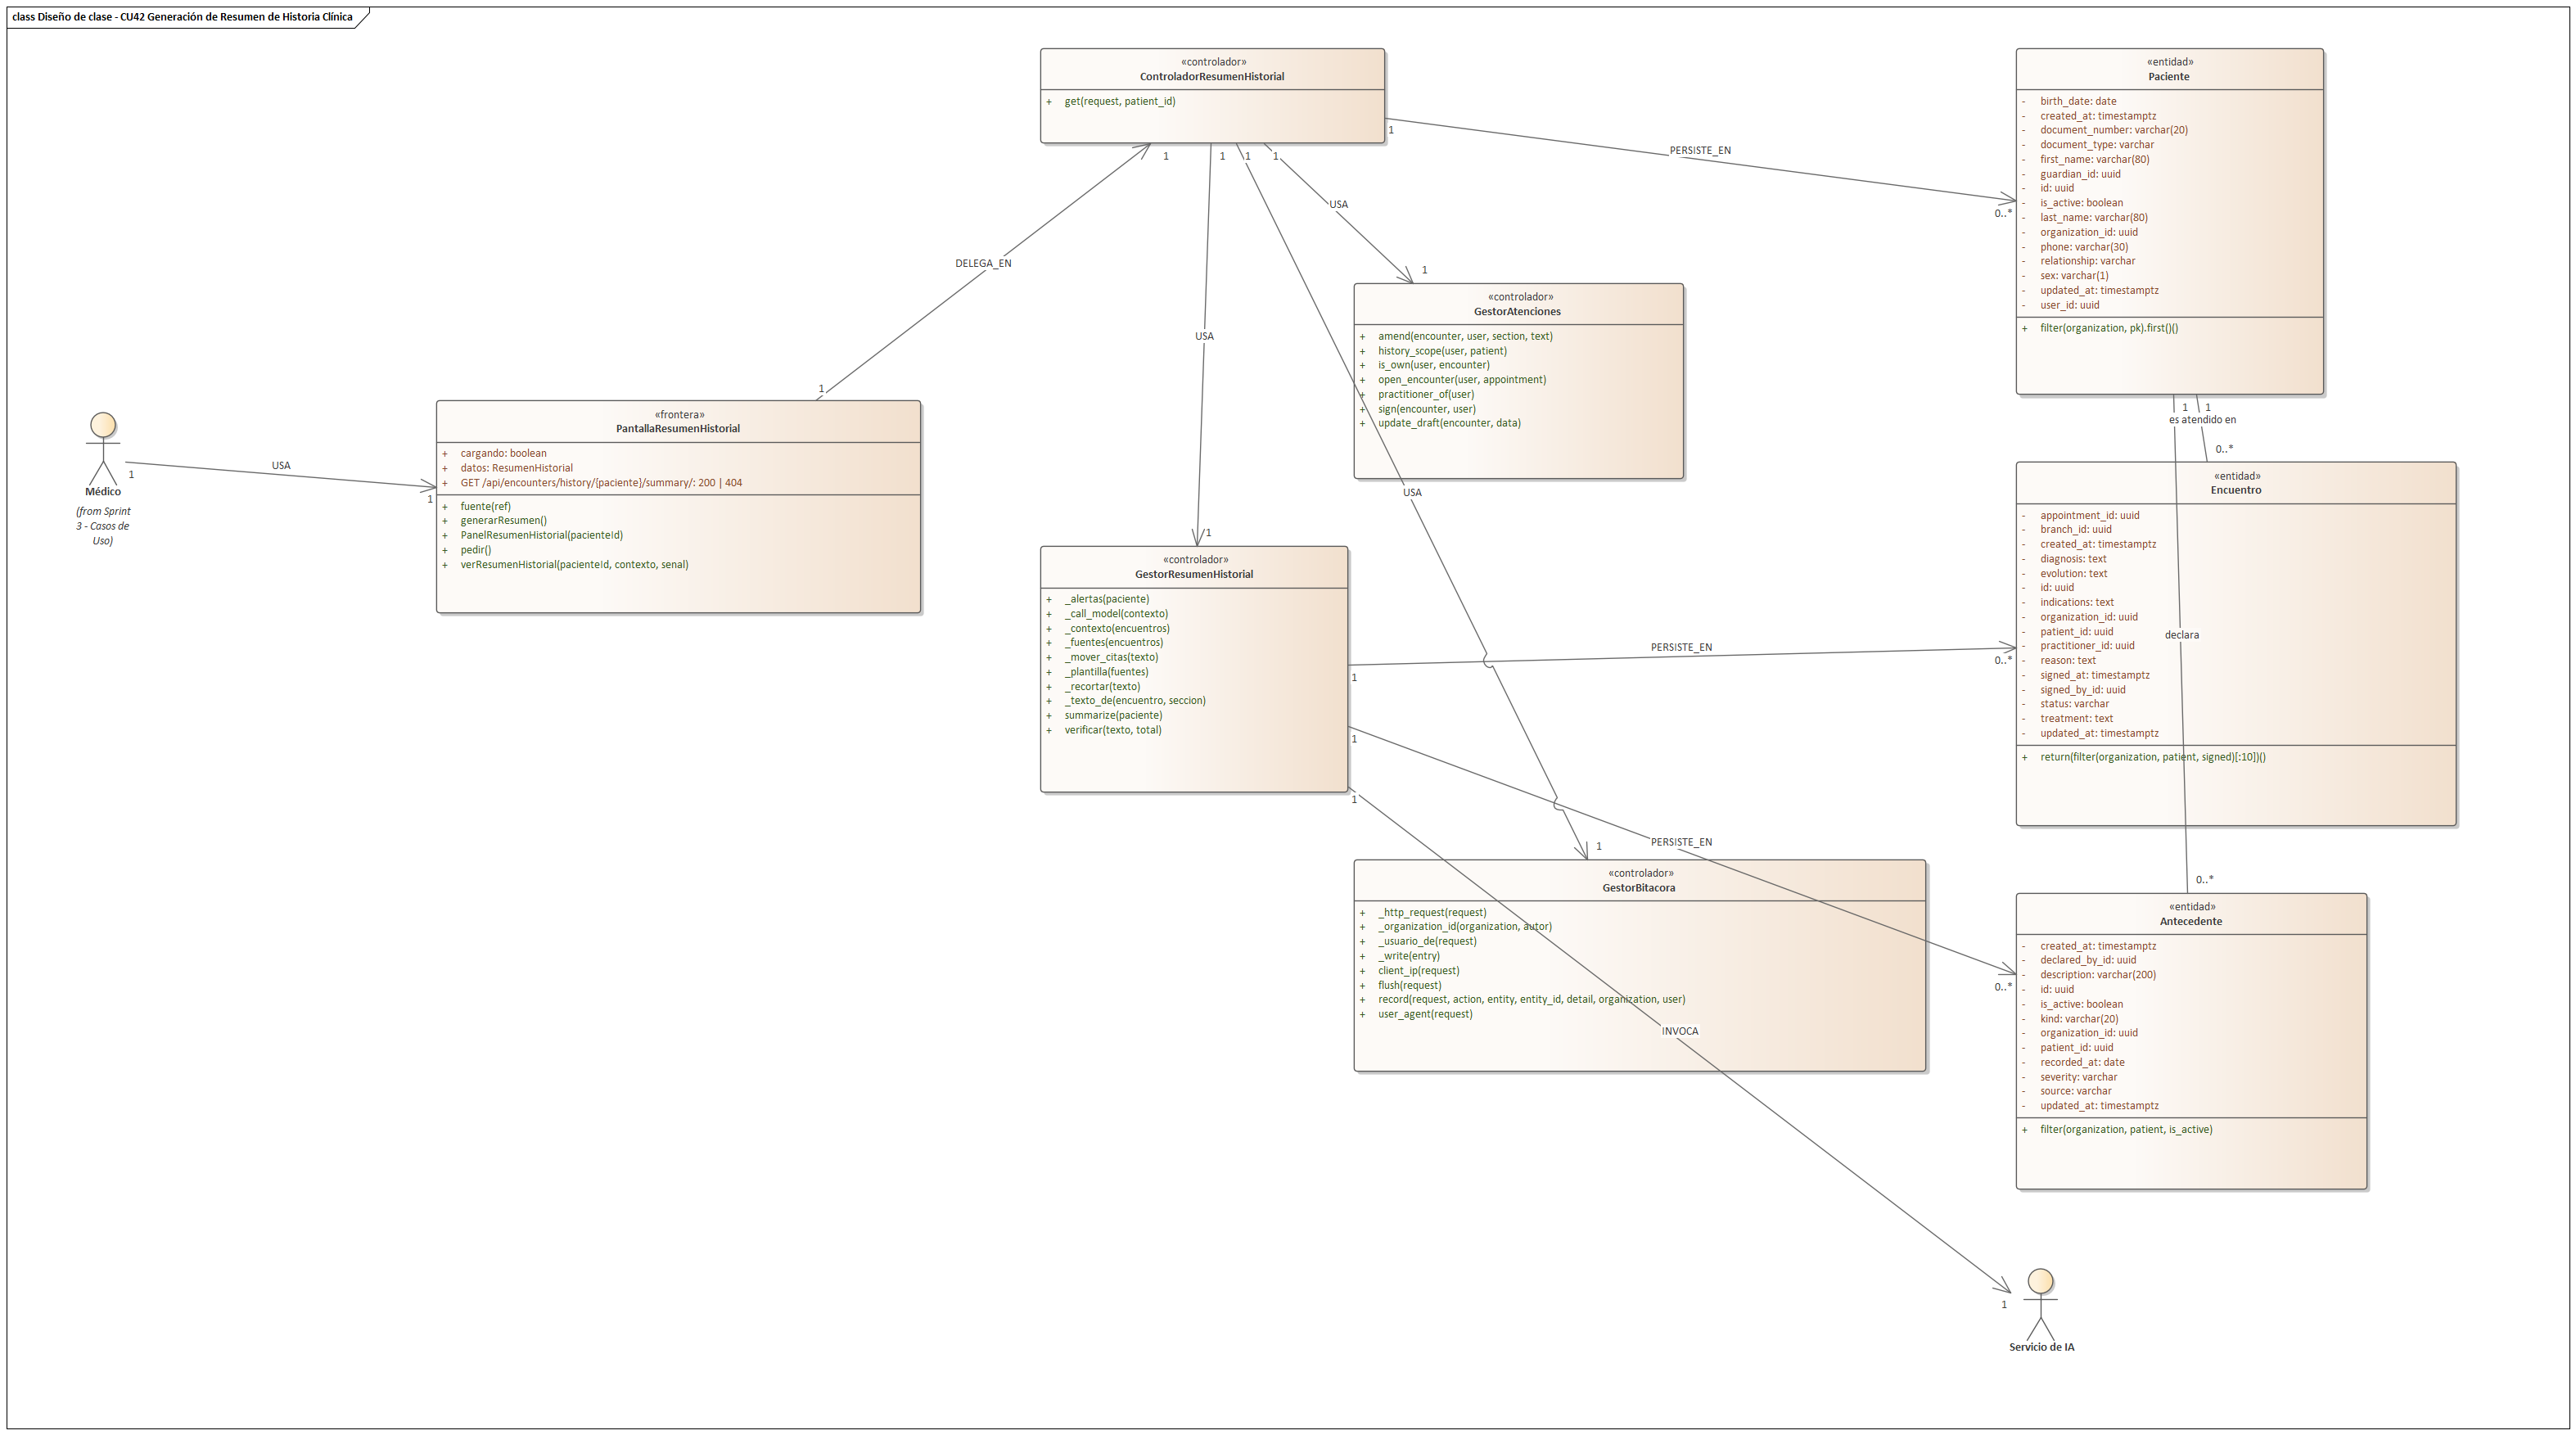 class Diseño de clase - CU42 Generación de Resumen de Historia Clínica
«controlador»
ControladorResumenHistorial
+ get(request, patient_id)
1
1
1
1
1
PERSISTE_EN
0..*
«entidad»
Paciente
- birth_date: date
- created_at: timestamptz
- document_number: varchar(20)
- document_type: varchar
- first_name: varchar(80)
- guardian_id: uuid
- id: uuid
- is_active: boolean
- last_name: varchar(80)
- organization_id: uuid
- phone: varchar(30)
- relationship: varchar
- sex: varchar(1)
- updated_at: timestamptz
- user_id: uuid
+ filter(organization, pk).first()()
1
1
es atendido en
0..*
USA
1
DELEGA_EN
1
USA
«controlador»
GestorAtenciones
+ amend(encounter, user, section, text)
+ history_scope(user, patient)
+ is_own(user, encounter)
+ open_encounter(user, appointment)
+ practitioner_of(user)
+ sign(encounter, user)
+ update_draft(encounter, data)
USA
Médico
(from Sprint
3 - Casos de
Uso)
1
USA
1
«frontera»
PantallaResumenHistorial
+ cargando: boolean
+ datos: ResumenHistorial
+ GET /api/encounters/history/{paciente}/summary/: 200 | 404
+ fuente(ref)
+ generarResumen()
+ PanelResumenHistorial(pacienteId)
+ pedir()
+ verResumenHistorial(pacienteId, contexto, senal)
1
«controlador»
GestorResumenHistorial
+ _alertas(paciente)
+ _call_model(contexto)
+ _contexto(encuentros)
+ _fuentes(encuentros)
+ _mover_citas(texto)
+ _plantilla(fuentes)
+ _recortar(texto)
+ _texto_de(encuentro, seccion)
+ summarize(paciente)
+ verificar(texto, total)
1
1
1
PERSISTE_EN
0..*
«entidad»
Encuentro
- appointment_id: uuid
- branch_id: uuid
- created_at: timestamptz
- diagnosis: text
- evolution: text
- id: uuid
- indications: text
- organization_id: uuid
- patient_id: uuid
- practitioner_id: uuid
- reason: text
- signed_at: timestamptz
- signed_by_id: uuid
- status: varchar
- treatment: text
- updated_at: timestamptz
+ return(filter(organization, patient, signed)[:10])()
declara
0..*
PERSISTE_EN
0..*
1
«controlador»
GestorBitacora
+ _http_request(request)
+ _organization_id(organization, autor)
+ _usuario_de(request)
+ _write(entry)
+ client_ip(request)
+ flush(request)
+ record(request, action, entity, entity_id, detail, organization, user)
+ user_agent(request)
INVOCA
«entidad»
Antecedente
- created_at: timestamptz
- declared_by_id: uuid
- description: varchar(200)
- id: uuid
- is_active: boolean
- kind: varchar(20)
- organization_id: uuid
- patient_id: uuid
- recorded_at: date
- severity: varchar
- source: varchar
- updated_at: timestamptz
+ filter(organization, patient, is_active)
1
Servicio de IA